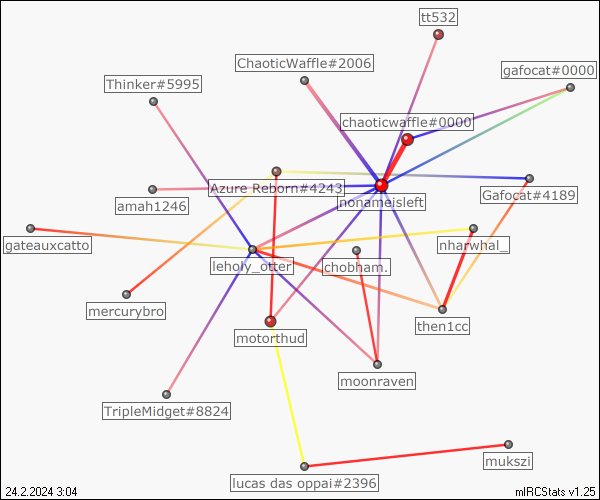 tt532
ChaoticWaffle#2006
gafocat#0000
Thinker#5995
chaoticwaffle#0000
Azure Reborn#4243
Gafocat#4189
amah1246
nonameisleft
gateauxcatto
nharwhal_
leholy_otter
chobham.
mercurybro
then1cc
motorthud
moonraven
TripleMidget#8824
mukszi
lucas das oppai#2396
24.2.2024 3:04
mIRCStats v1.25